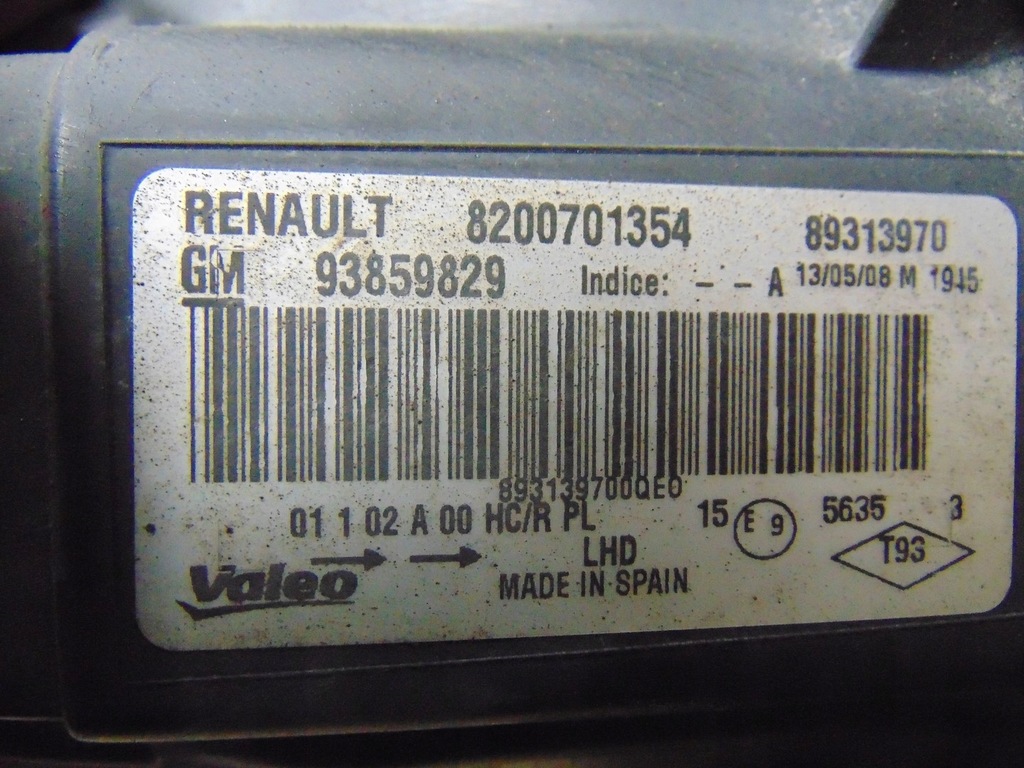 RENAULT 8200701354 89313970
GM 93859829 Indice: - - A 13/05/08 M 1945
893139700QE0
01 1 02 A 00 HC/R PL 15 E 9 5635 3
→ → LHD T93
Valeo MADE IN SPAIN